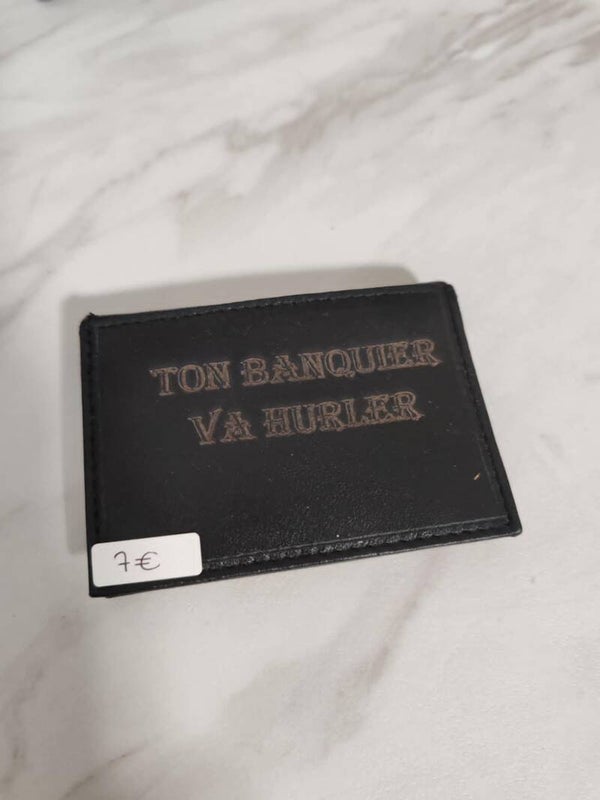 TON BANQUIER
VA HURLER
7€